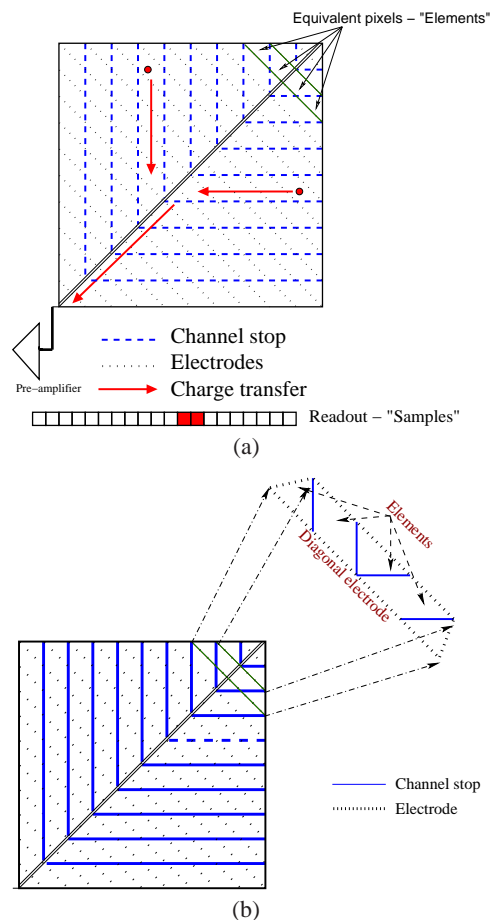 Equivalent pixels − "Elements"
Channel stop
Electrodes
Pre−amplifier
Charge transfer
Readout − "Samples"
(a)
Elements
Diagonal electrode
Channel stop
Electrode
(b)